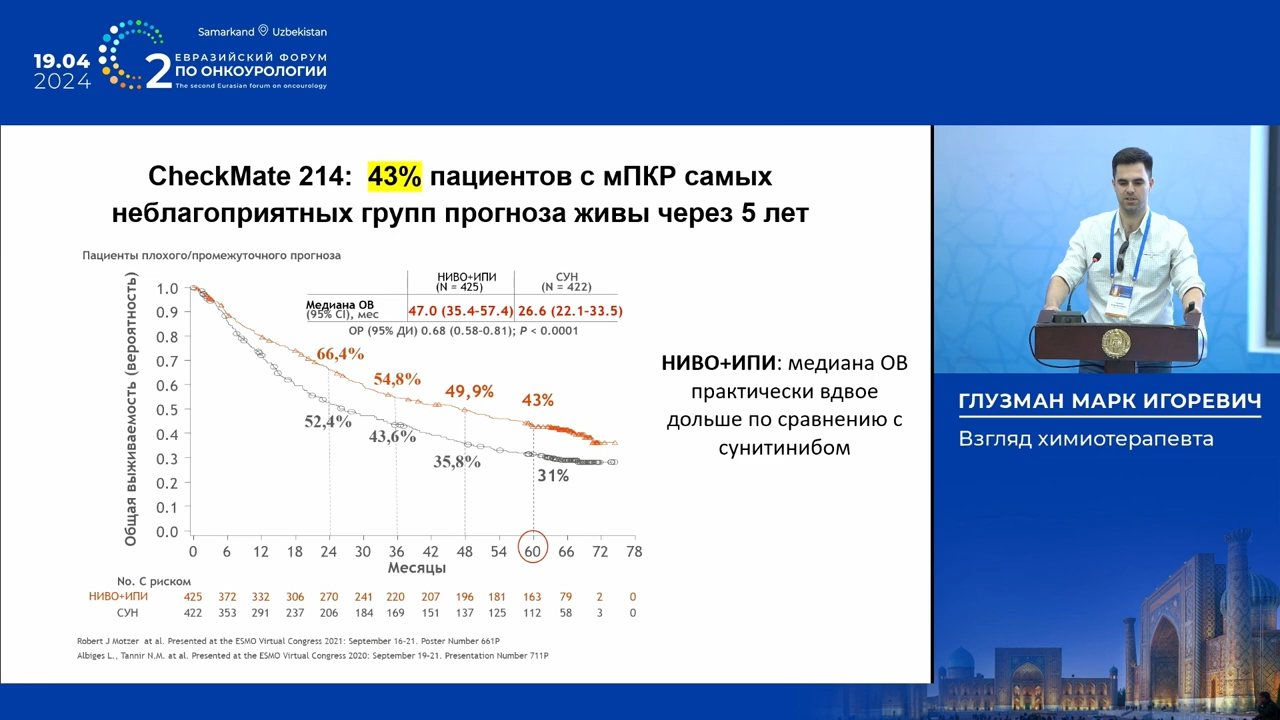 Samarkand Uzbekistan
19.04
2024
2
ЕВРАЗИЙСКИЙ ФОРУМ
ПО ОНКОУРОЛОГИИ
The second Eurasian forum on oncourology
CheckMate 214: 43% пациентов с мПКР самых
неблагоприятных групп прогноза живы через 5 лет
Пациенты плохого/промежуточного прогноза
НИВО+ИПИ СУН
(N = 425) (N = 422)
Медиана ОВ
(95% CI), мес 47.0 (35.4-57.4) 26.6 (22.1-33.5)
ОР (95% ДИ) 0.68 (0.58-0.81); P < 0.0001
Общая выживаемость (вероятность)
1.0
0.9
0.8
0.7
0.6
0.5
0.4
0.3
0.2
0.1
0.0
66,4%
54,8%
49,9%
43%
52,4%
43,6%
35,8%
31%
0 6 12 18 24 30 36 42 48 54 60 66 72 78
Месяцы
No. С риском
НИВО+ИПИ 425 372 332 306 270 241 220 207 196 181 163 79 2 0
СУН 422 353 291 237 206 184 169 151 137 125 112 58 3 0
НИВО+ИПИ: медиана ОВ
практически вдвое
дольше по сравнению с
сунитинибом
Robert J Motzer at al. Presented at the ESMO Virtual Congress 2021: September 16-21. Poster Number 661P
Albiges L., Tannir N.M. at al. Presented at the ESMO Virtual Congress 2020: September 19-21. Presentation Number 711P
ГЛУЗМАН МАРК ИГОРЕВИЧ
Взгляд химиотерапевта